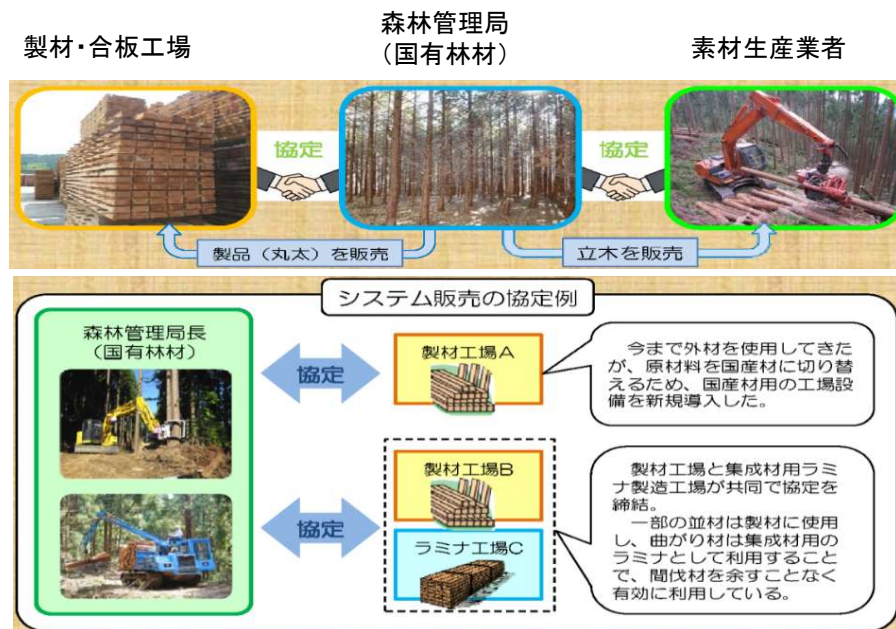 製材・合板工場
森林管理局
（国有林材）
素材生産業者
協定
協定
製品（丸太）を販売
立木を販売
システム販売の協定例
森林管理局長
（国有林材）
協定
製材工場A
今まで外材を使用してきた
が、原材料を国産材に切り替
えるため、国産材用の工場設
備を新規導入した。
協定
製材工場B
ラミナ工場C
製材工場と集成材用ラミ
ナ製造工場が共同で協定を
締結。
一部の並材は製材に使用
し、曲がり材は集成材用の
ラミナとして利用すること
で、間伐材を余すことなく
有効に利用している。